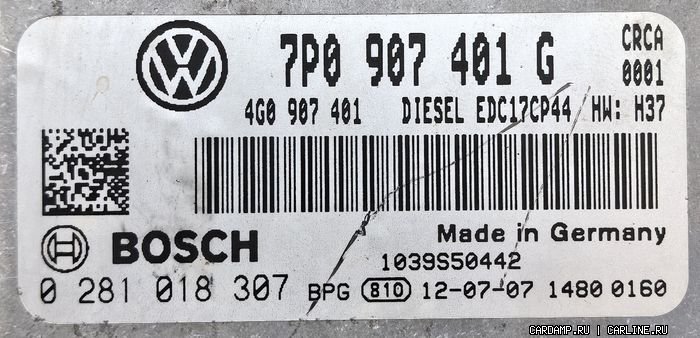 7P0 907 401 G CRCA
0001
4G0 907 401 DIESEL EDC17CP44 HW: H37
Made in Germany
BOSCH
1039S50442
0 281 018 307 BPG 810 12-07-07 1480 0160
CARDAMP.RU | CARLINE.RU